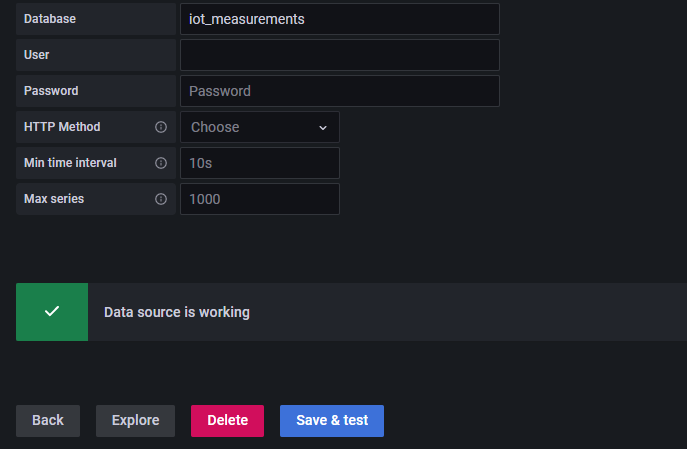 Database iot_measurements
User
Password Password
HTTP Method Choose
Min time interval 10s
Max series 1000
Data source is working
Back Explore Delete Save & test